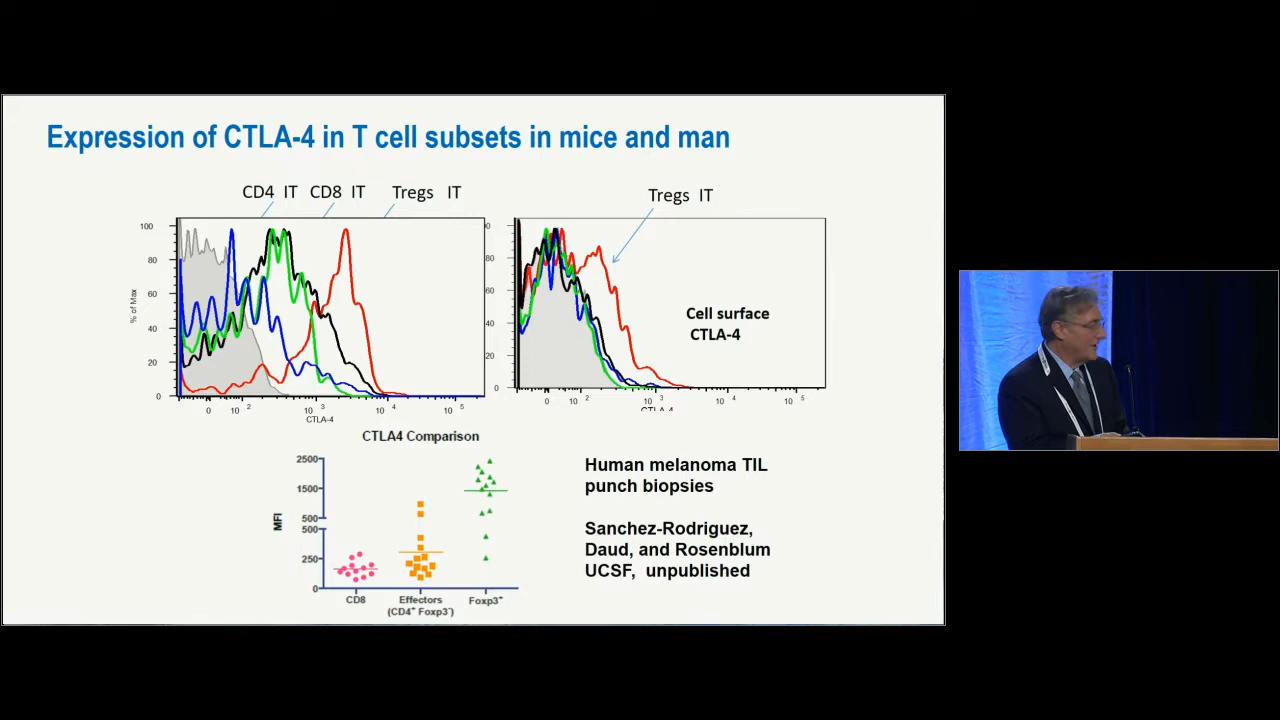 Expression of CTLA-4 in T cell subsets in mice and man
CD4 IT CD8 IT Tregs IT
Tregs IT
100
80
60
40
20
0
% of Max
0 10 2 10 3 10 4 10 5
CTLA-4
80
60
40
20
0
0 10 2 10 3 10 4 10 5
CTLA-4
Cell surface
CTLA-4
CTLA4 Comparison
2500
1500
500
500
250
0
MFI
CD8 Effectors Foxp3⁺
(CD4⁺ Foxp3⁻)
Human melanoma TIL
punch biopsies
Sanchez-Rodriguez,
Daud, and Rosenblum
UCSF, unpublished